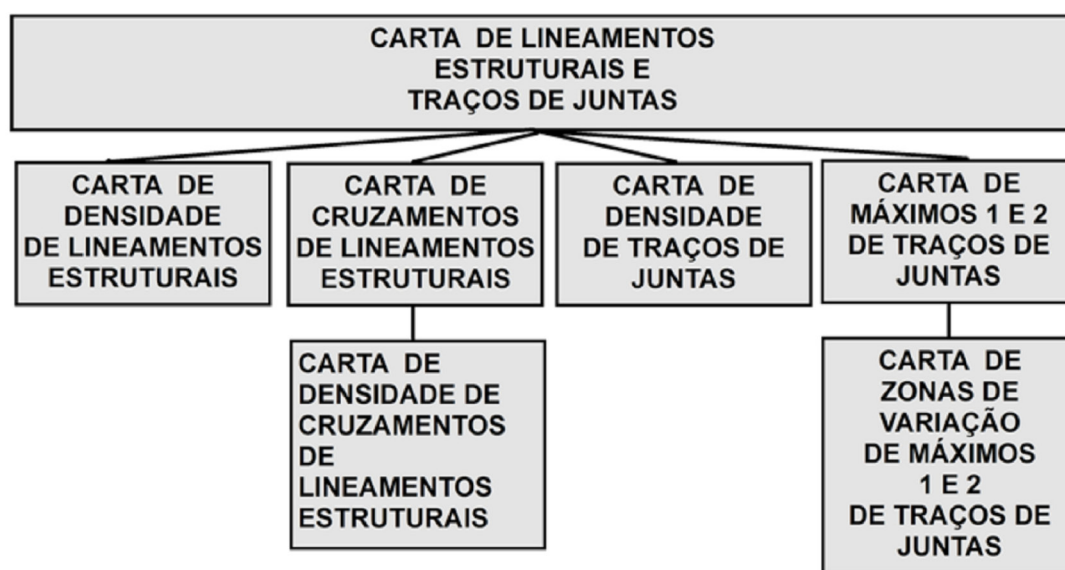 CARTA DE LINEAMENTOS
ESTRUTURAIS E
TRAÇOS DE JUNTAS
CARTA DE
DENSIDADE
DE LINEAMENTOS
ESTRUTURAIS
CARTA DE
CRUZAMENTOS
DE LINEAMENTOS
ESTRUTURAIS
CARTA DE
DENSIDADE
DE TRAÇOS DE
JUNTAS
CARTA DE
MÁXIMOS 1 E 2
DE TRAÇOS DE
JUNTAS
CARTA DE
DENSIDADE DE
CRUZAMENTOS
DE
LINEAMENTOS
ESTRUTURAIS
CARTA DE
ZONAS DE
VARIAÇÃO
DE MÁXIMOS
1 E 2
DE TRAÇOS DE
JUNTAS